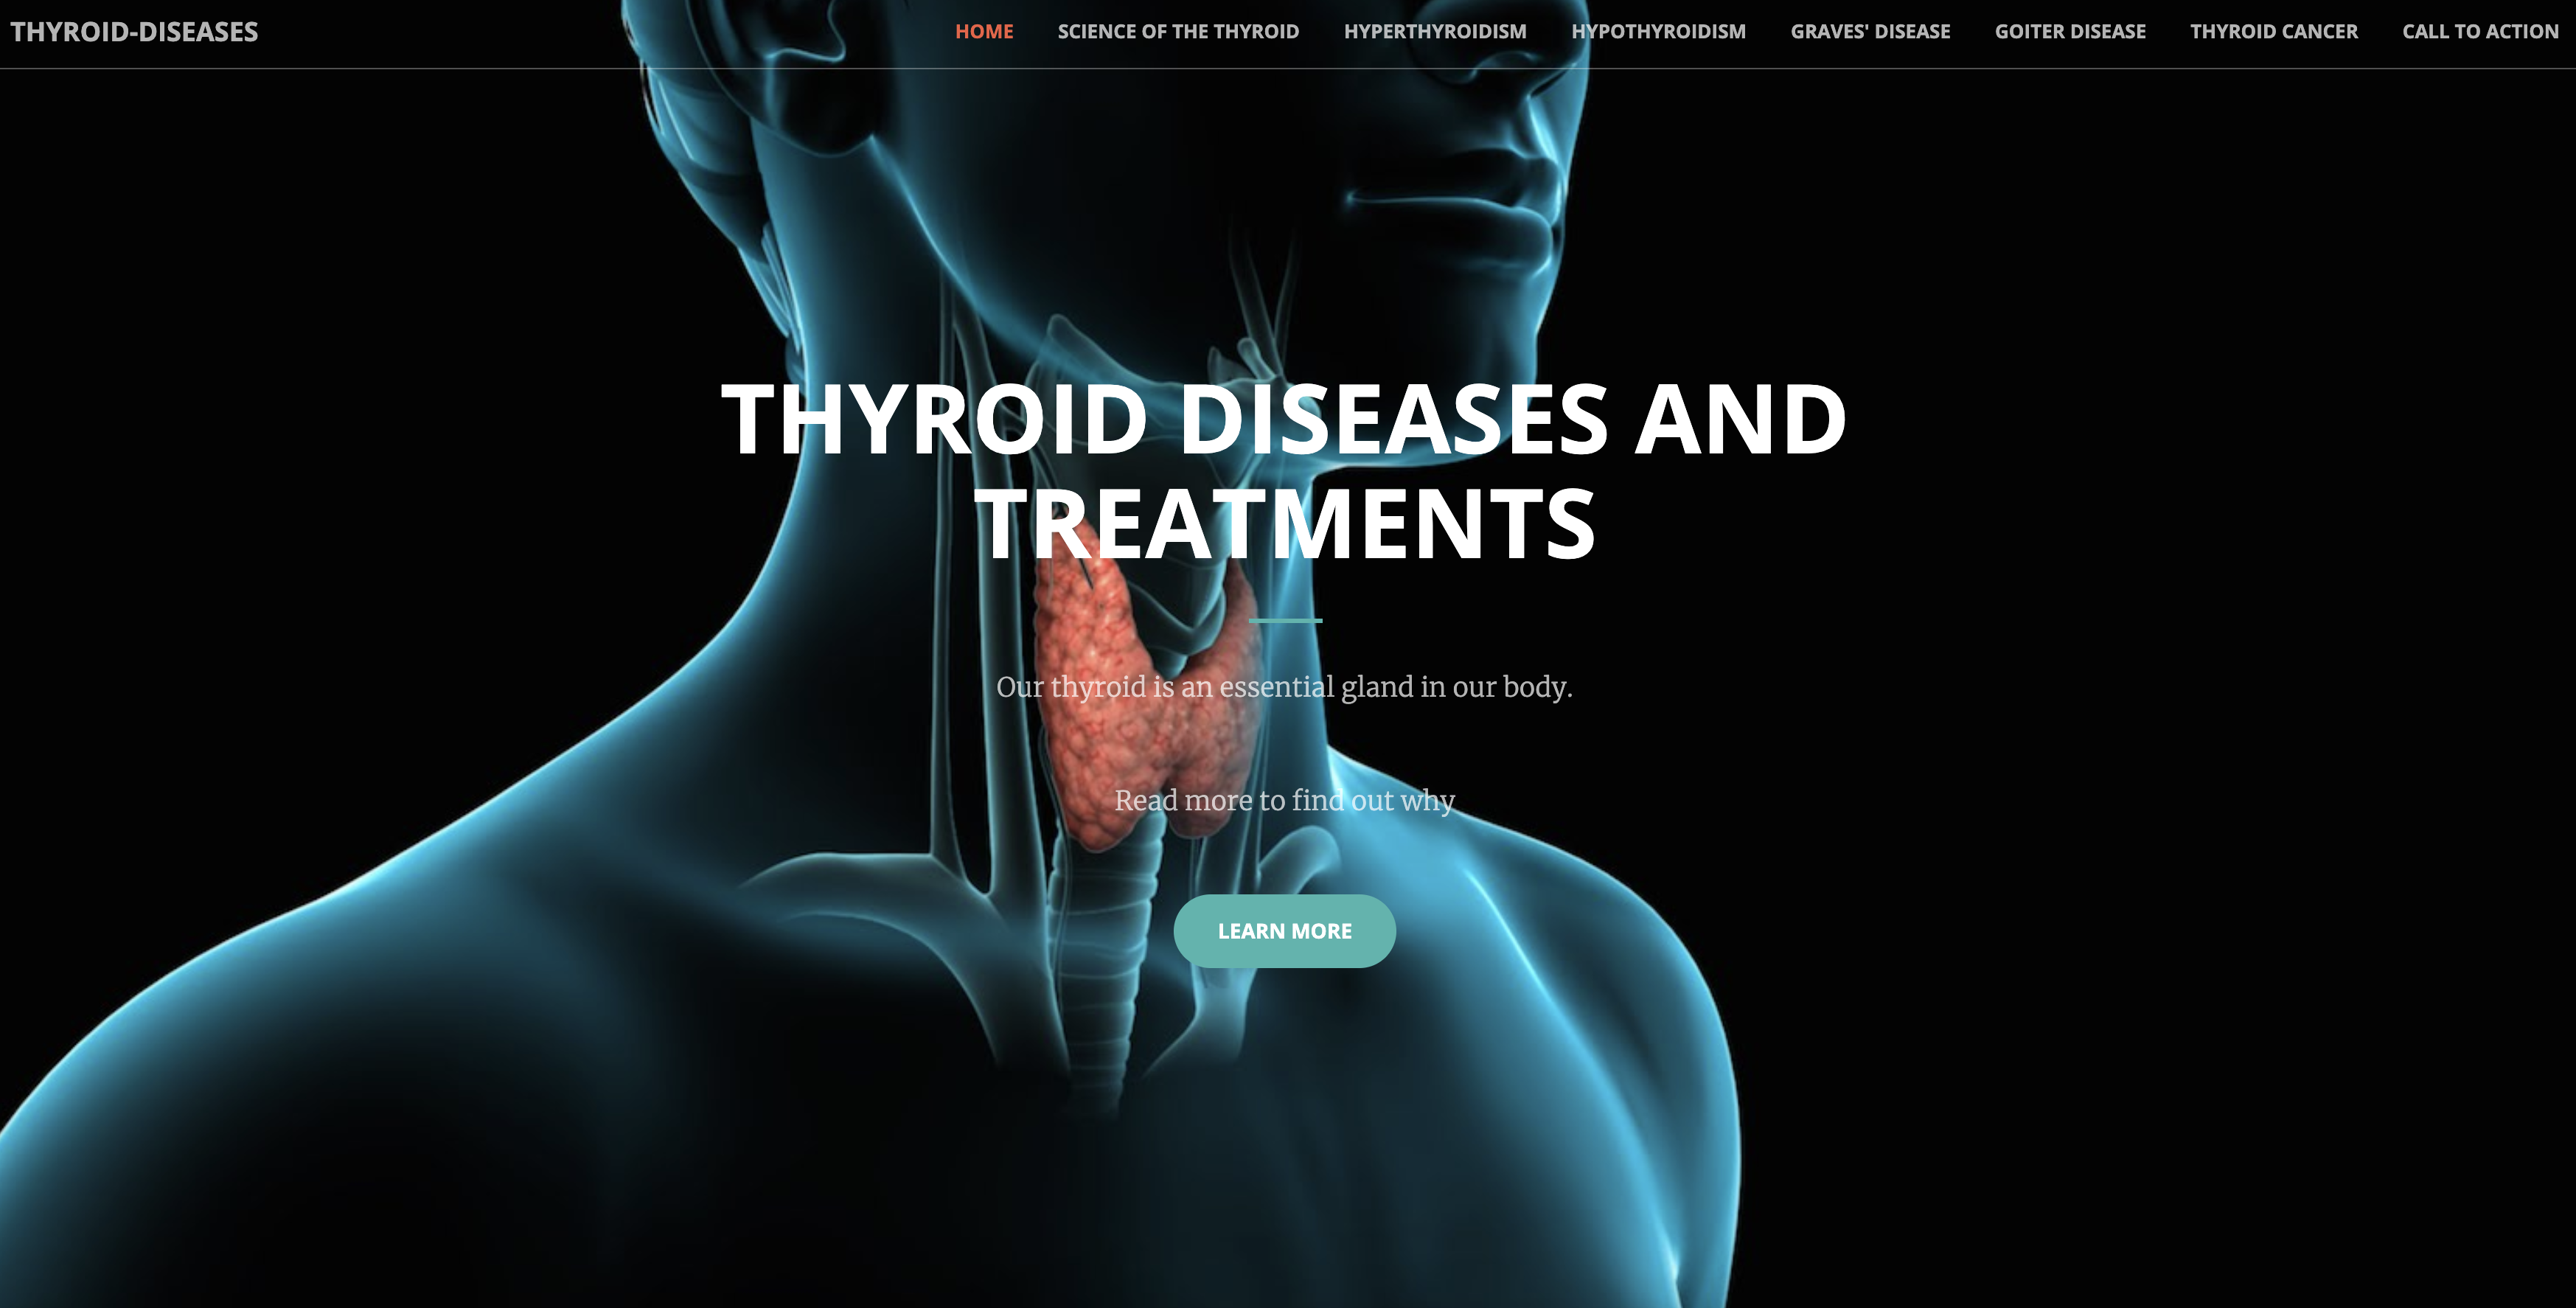 THYROID-DISEASES
HOME SCIENCE OF THE THYROID HYPERTHYROIDISM HYPOTHYROIDISM GRAVES' DISEASE GOITER DISEASE THYROID CANCER CALL TO ACTION
THYROID DISEASES AND
TREATMENTS
Our thyroid is an essential gland in our body.
Read more to find out why
LEARN MORE